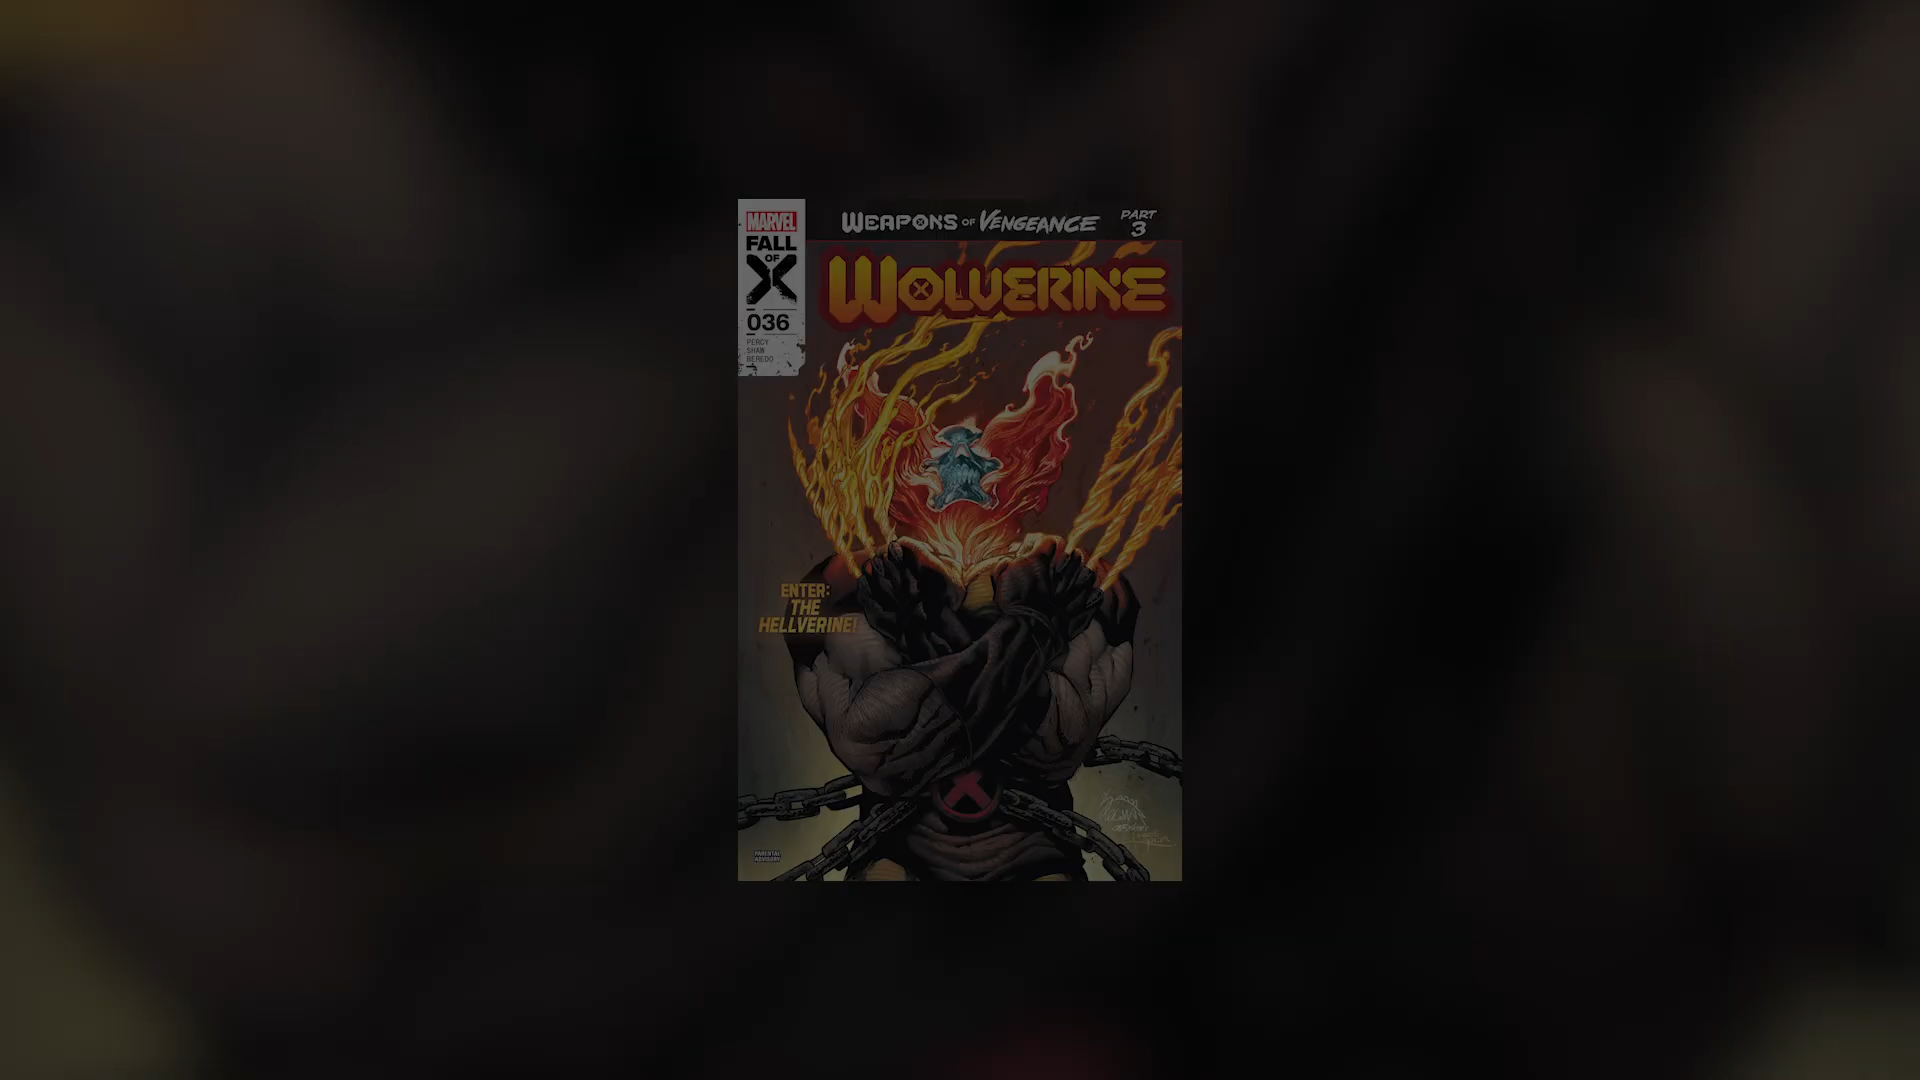 MARVEL
FALL
OF
X
036
PERCY
SHAW
BEREDO
WEAPONS OF VENGEANCE
PART
3
WOLVERINE
ENTER:
THE
HELLVERINE!
PARENTAL
ADVISORY